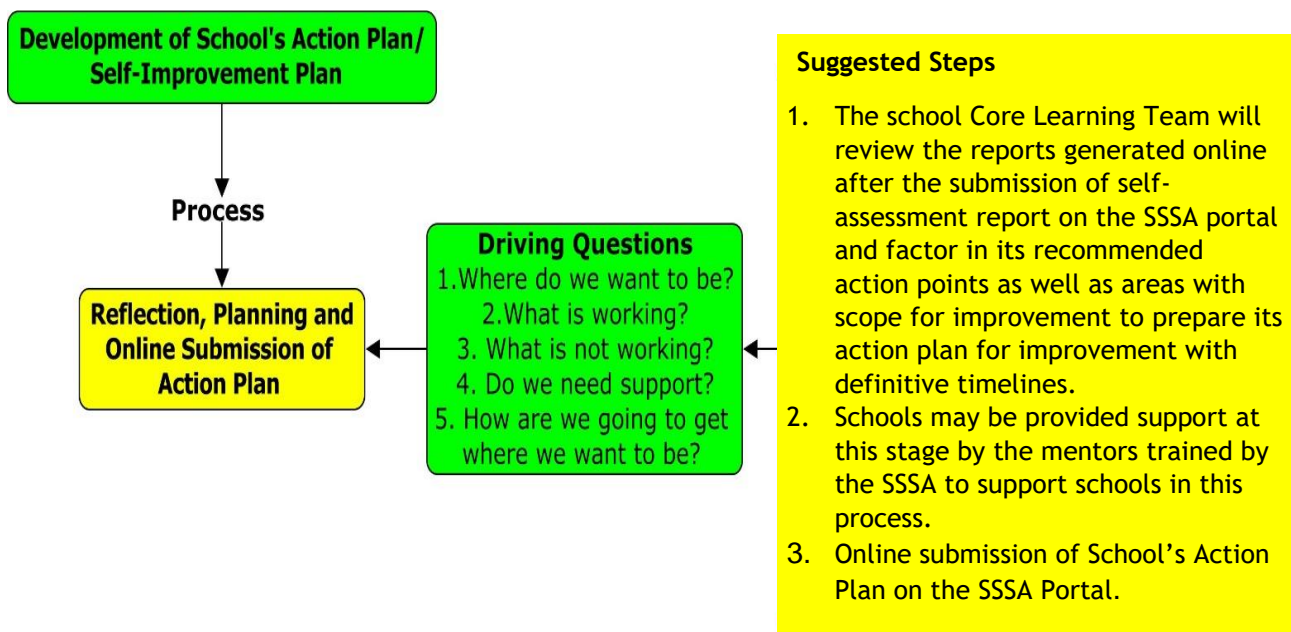 Development of School's Action Plan/
Self-Improvement Plan
Process
Reflection, Planning and
Online Submission of
Action Plan
Driving Questions
1.Where do we want to be?
2.What is working?
3. What is not working?
4. Do we need support?
5. How are we going to get
where we want to be?
Suggested Steps
1. The school Core Learning Team will
review the reports generated online
after the submission of self-
assessment report on the SSSA portal
and factor in its recommended
action points as well as areas with
scope for improvement to prepare its
action plan for improvement with
definitive timelines.
2. Schools may be provided support at
this stage by the mentors trained by
the SSSA to support schools in this
process.
3. Online submission of School’s Action
Plan on the SSSA Portal.